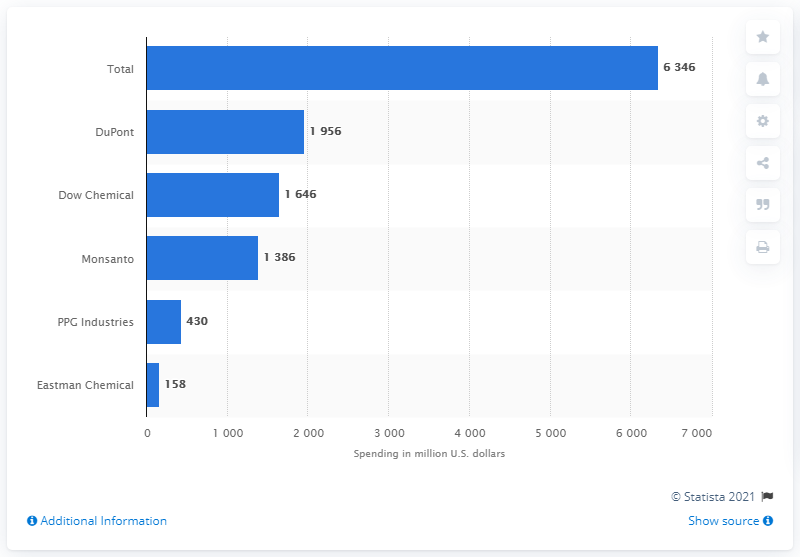 Total 6 346
DuPont 1 956
Dow Chemical 1 646
Monsanto 1 386
PPG Industries 430
Eastman Chemical 158
0 1 000 2 000 3 000 4 000 5 000 6 000 7 000
Spending in million U.S. dollars
© Statista 2021
Additional Information Show source